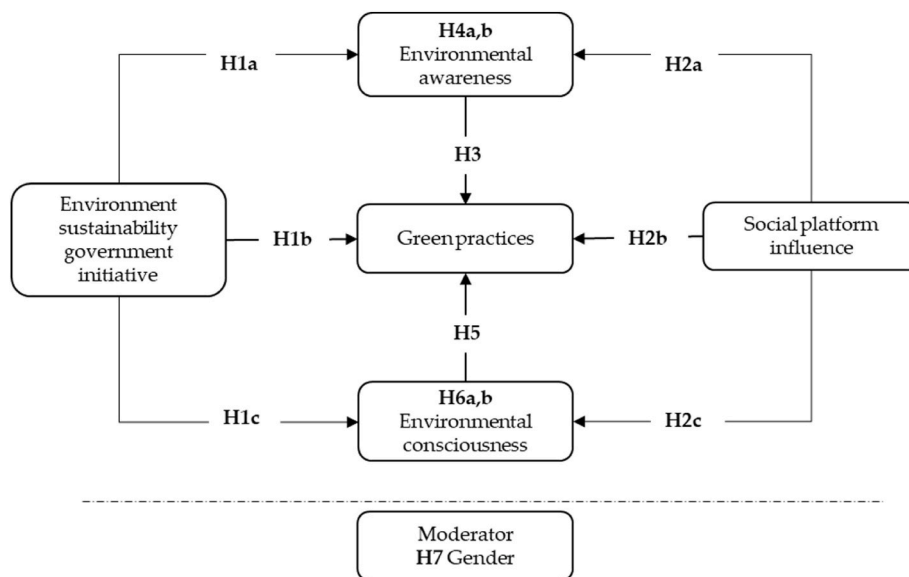 H4a,b
Environmental
awareness
H1a
H2a
H3
Environment
sustainability
government
initiative
H1b
Green practices
H2b
Social platform
influence
H5
H6a,b
Environmental
consciousness
H1c
H2c
Moderator
H7 Gender